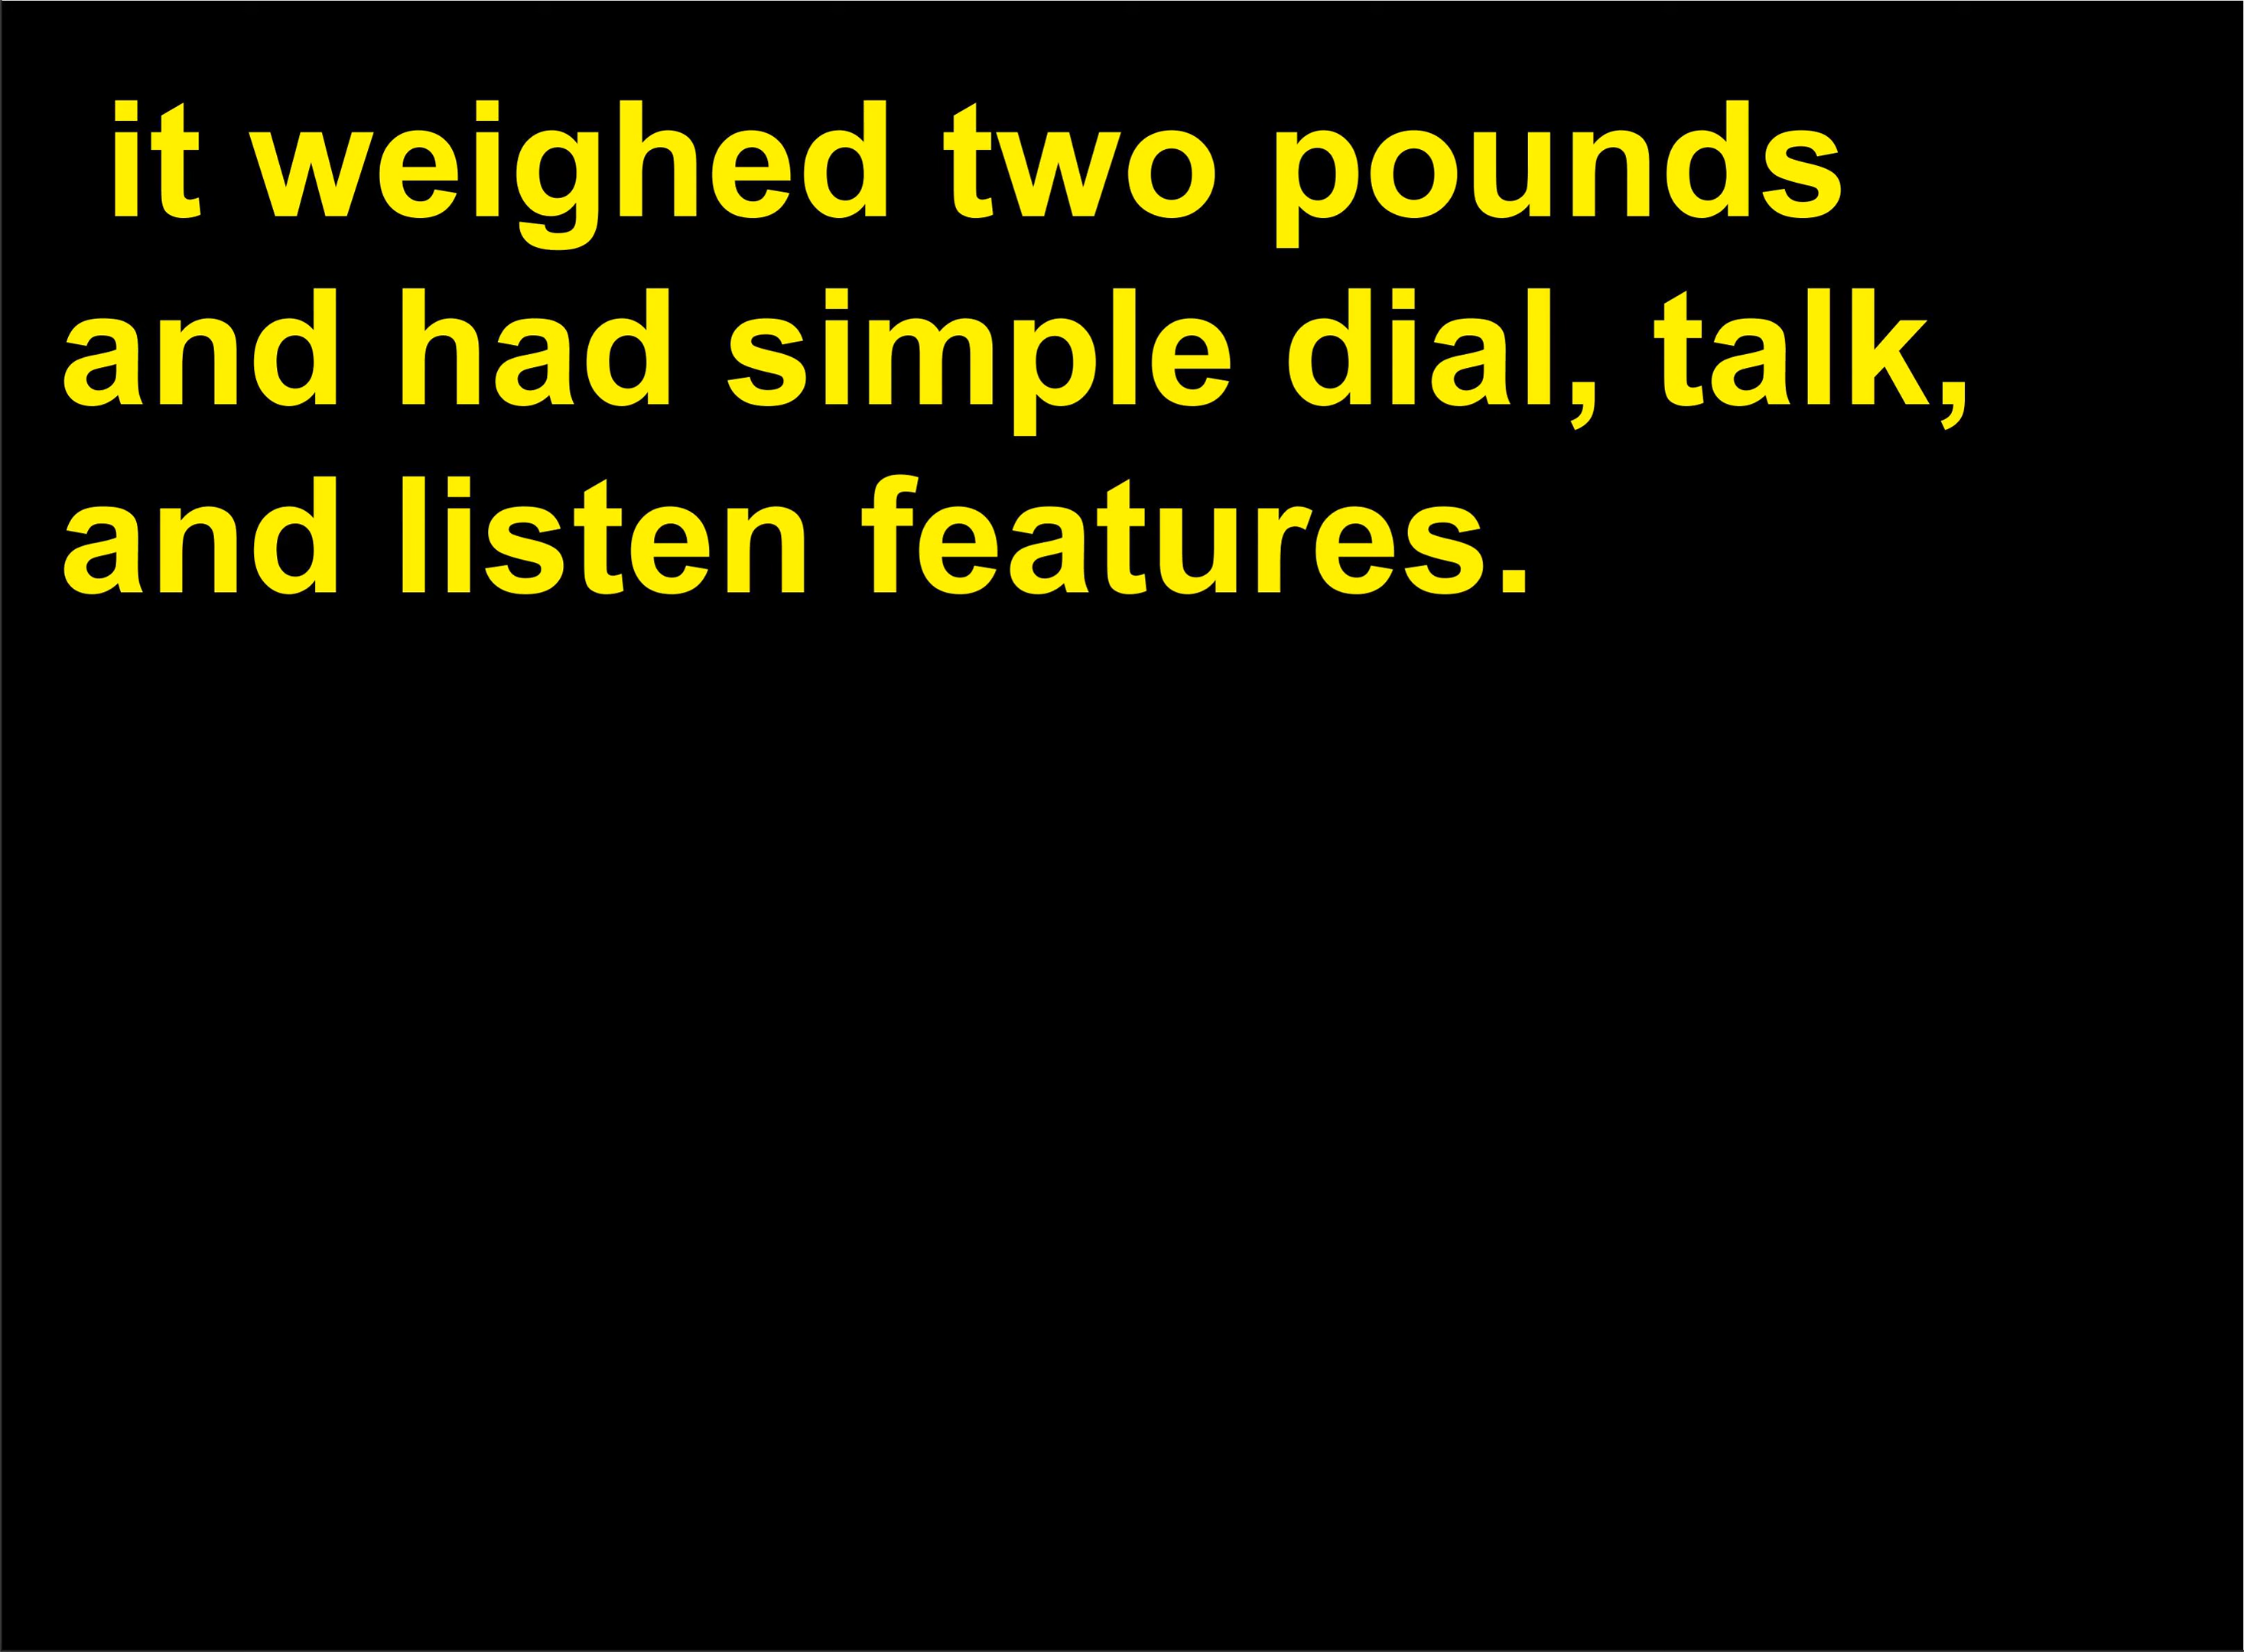 it weighed two pounds
and had simple dial, talk,
and listen features.